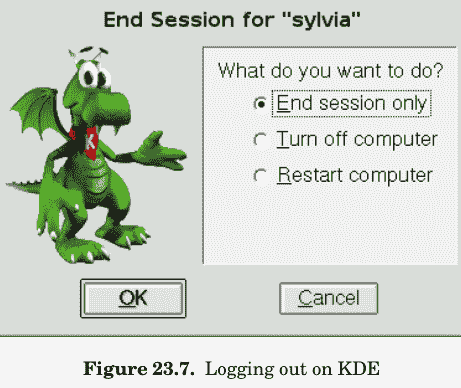 End Session for "sylvia"
What do you want to do?
End session only
Turn off computer
Restart computer
K
OK
Cancel
Figure 23.7. Logging out on KDE